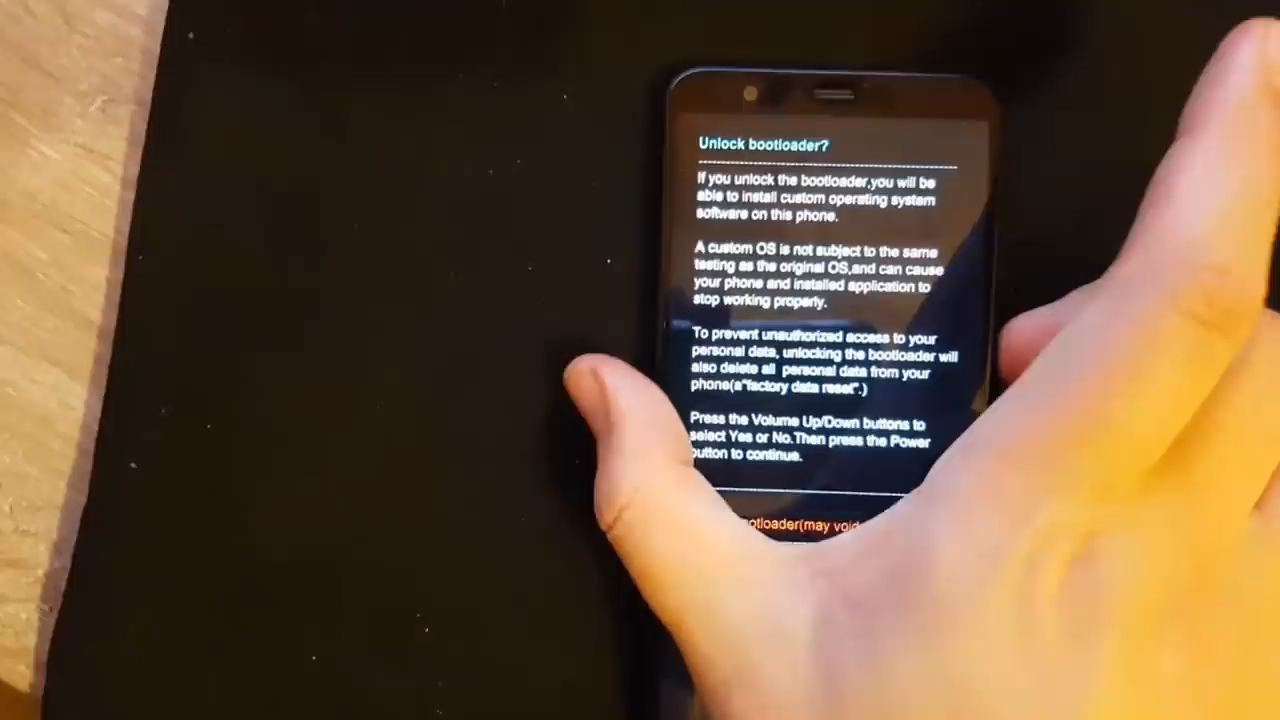 Unlock bootloader?
If you unlock the bootloader,you will be
able to install custom operating system
software on this phone.
A custom OS is not subject to the same
testing as the original OS,and can cause
your phone and installed application to
stop working properly.
To prevent unauthorized access to your
personal data, unlocking the bootloader will
also delete all personal data from your
phone(a"factory data reset".)
Press the Volume Up/Down buttons to
select Yes or No.Then press the Power
button to continue.
otloader(may void